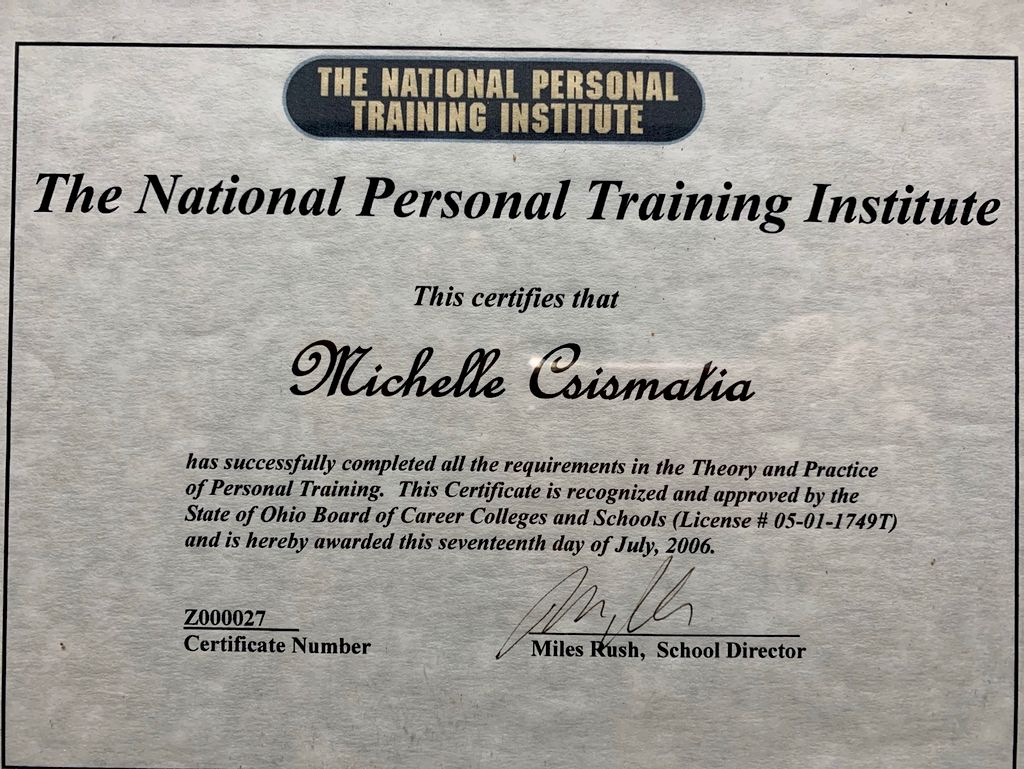 THE NATIONAL PERSONAL
TRAINING INSTITUTE
The National Personal Training Institute
This certifies that
Michelle Csismatia
has successfully completed all the requirements in the Theory and Practice
of Personal Training. This Certificate is recognized and approved by the
State of Ohio Board of Career Colleges and Schools (License # 05-01-1749T)
and is hereby awarded this seventeenth day of July, 2006.
Z000027
Certificate Number
Miles Rush, School Director